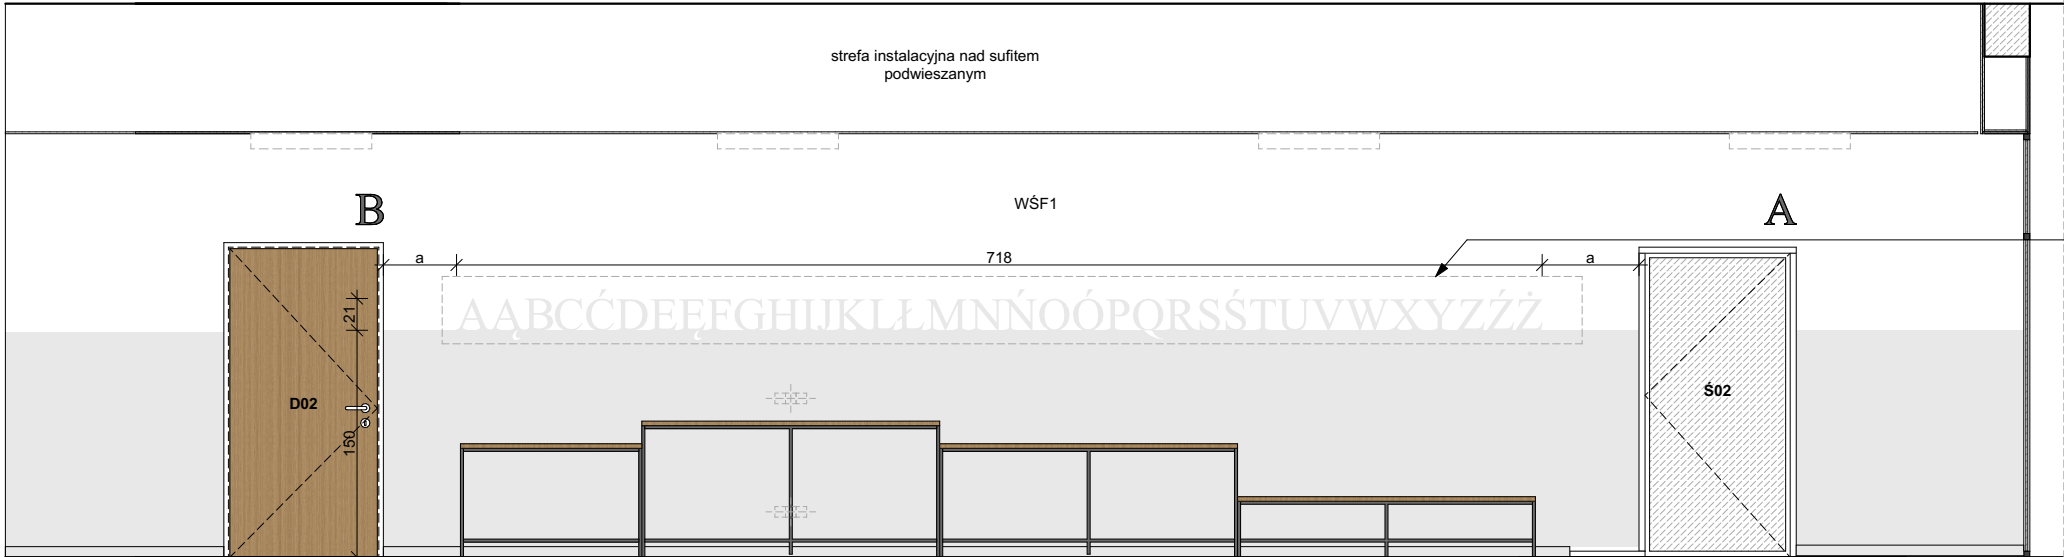 strefa instalacyjna nad sufitem
podwieszanym
B
WŚF1
A
a
718
a
AĄBCĆDEĘFGHIJKLŁMNŃOÓPQRSŚTUVWXYZŹŻ
21
D02
Ś02
150